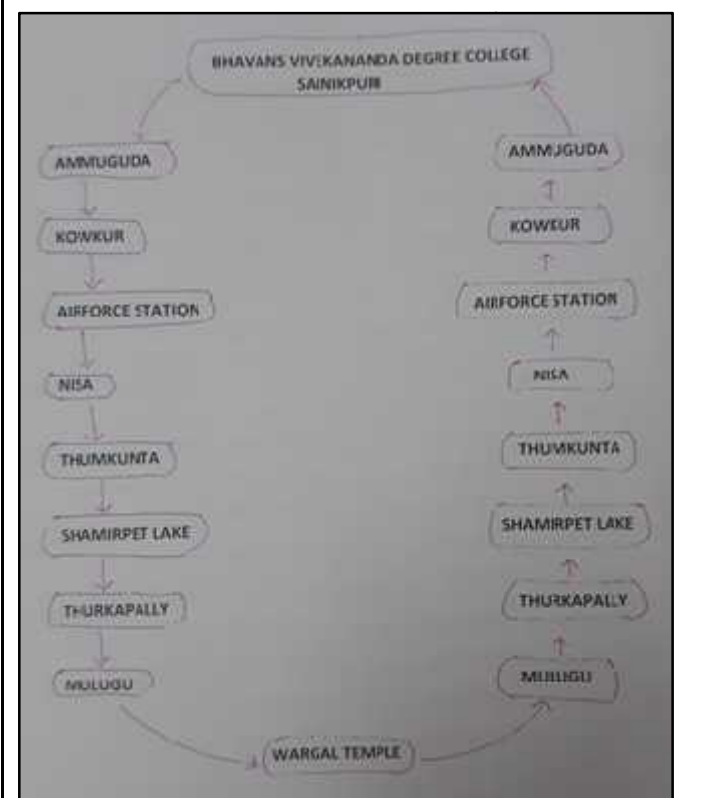 BHAVANS VIVEKANANDA DEGREE COLLEGE
SAINIKPURI
AMMUGUDA
KOWKUR
AIRFORCE STATION
NISA
THUMKUNTA
SHAMIRPET LAKE
THURKAPALLY
MULUGU
WARGAL TEMPLE
MULUGU
THURKAPALLY
SHAMIRPET LAKE
THUMKUNTA
NISA
AIRFORCE STATION
KOWKUR
AMMUGUDA